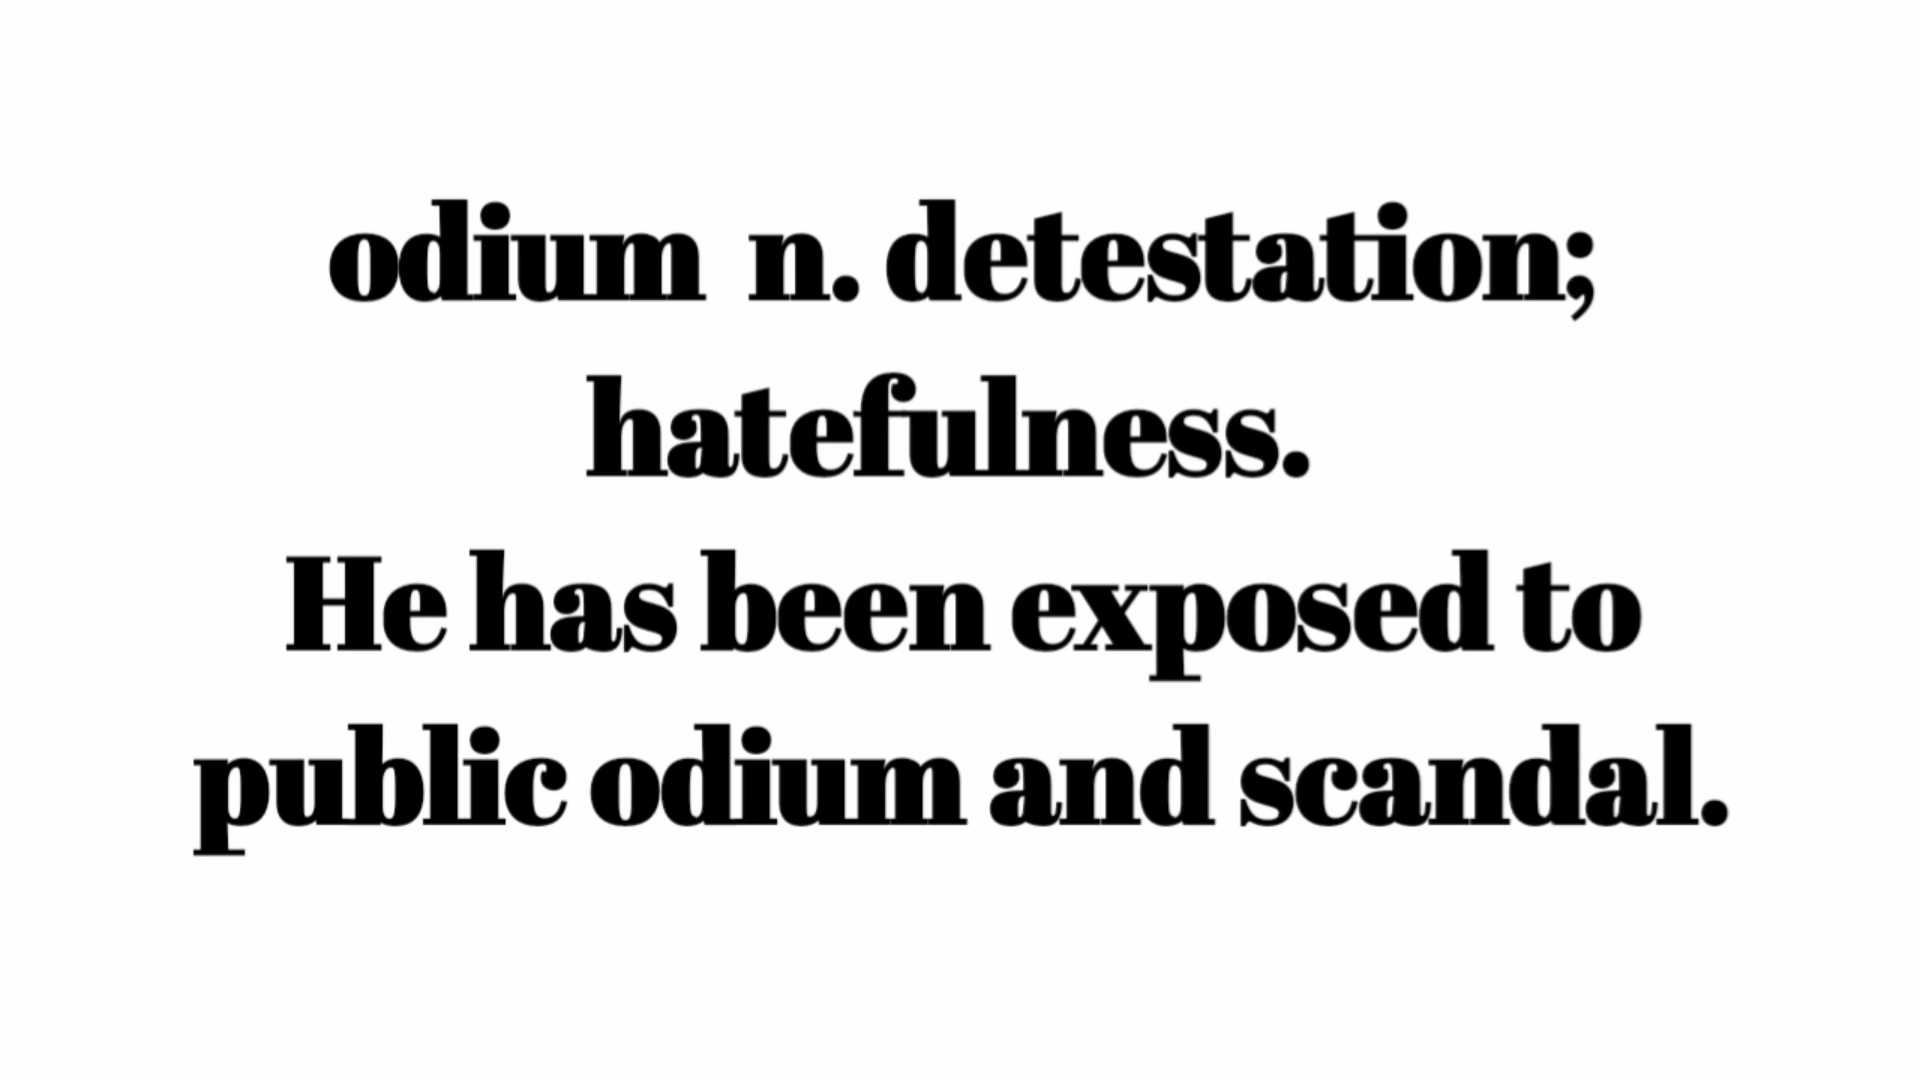 odium  n. detestation;
hatefulness.
He has been exposed to
public odium and scandal.